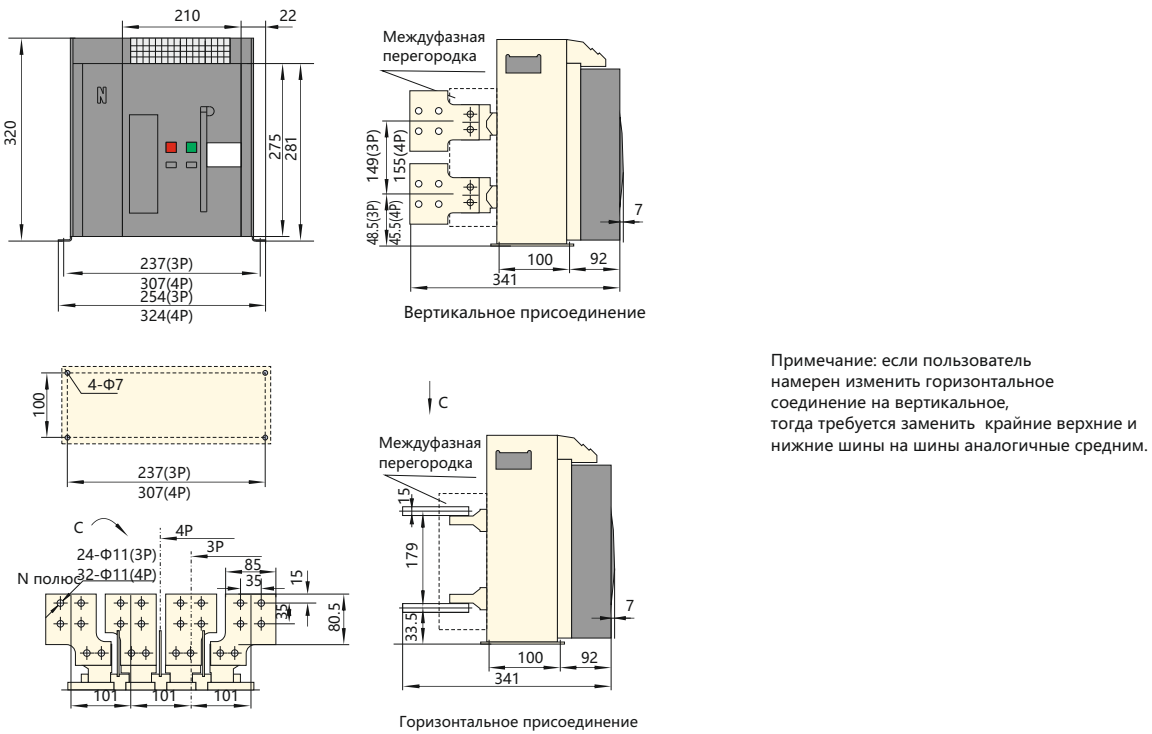 210
22
320
275
281
237(3P)
307(4P)
254(3P)
324(4P)
Междуфазная
перегородка
149(3P)
155(4P)
48.5(3P)
45.5(4P)
7
100
92
341
Вертикальное присоединение
4-Φ7
100
237(3P)
307(4P)
C
Междуфазная
перегородка
15
179
33.5
7
100
92
341
Горизонтальное присоединение
Примечание: если пользователь
намерен изменить горизонтальное
соединение на вертикальное,
тогда требуется заменить крайние верхние и
нижние шины на шины аналогичные средним.
C
4P
3P
24-Φ11(3P)
32-Φ11(4P)
N полюс
85
35
15
35
80.5
101
101
101